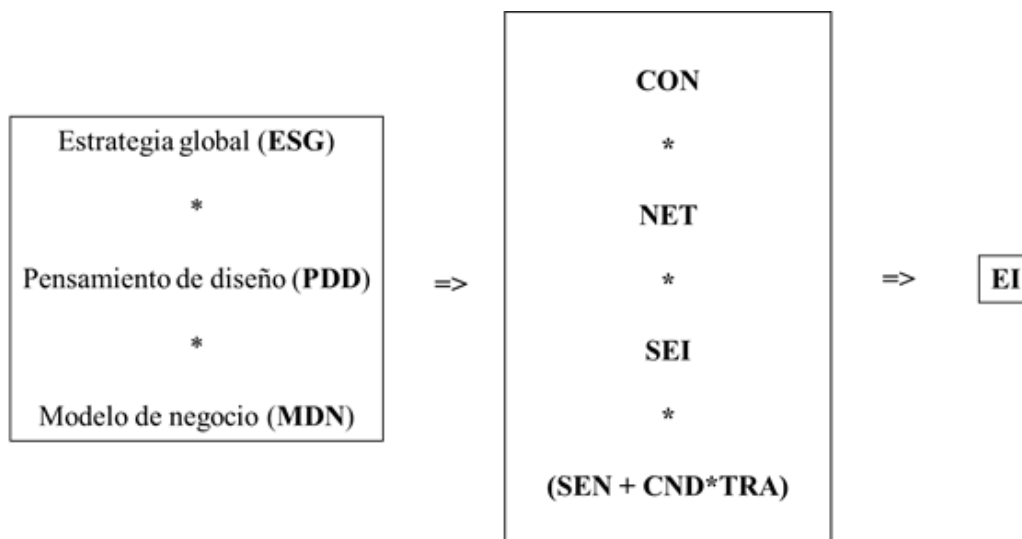 Estrategia global (ESG)
*
Pensamiento de diseño (PDD)
*
Modelo de negocio (MDN)
=>
CON
*
NET
*
SEI
*
(SEN + CND*TRA)
=>
EI